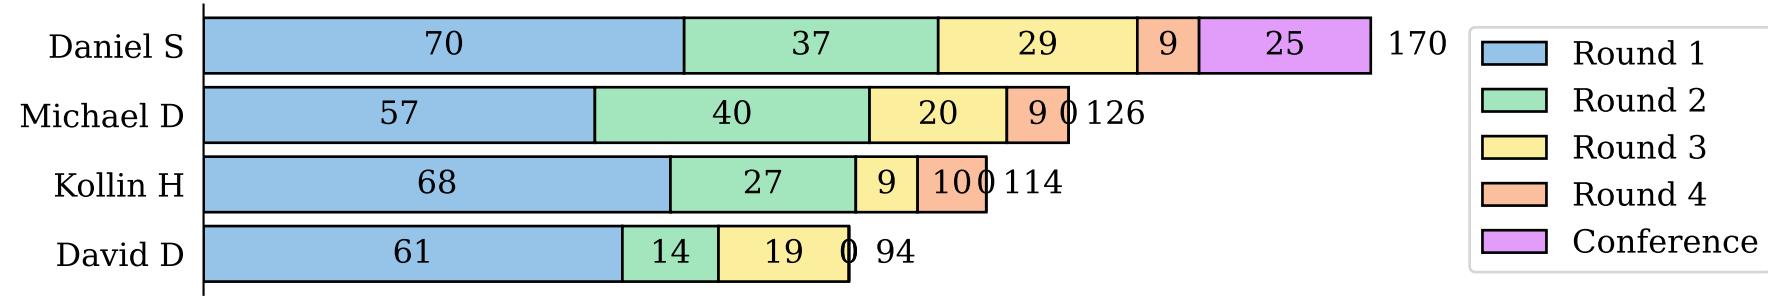 Daniel S 70 37 29 9 25 170
Michael D 57 40 20 9 0 126
Kollin H 68 27 9 10 0 114
David D 61 14 19 0 94
Round 1
Round 2
Round 3
Round 4
Conference